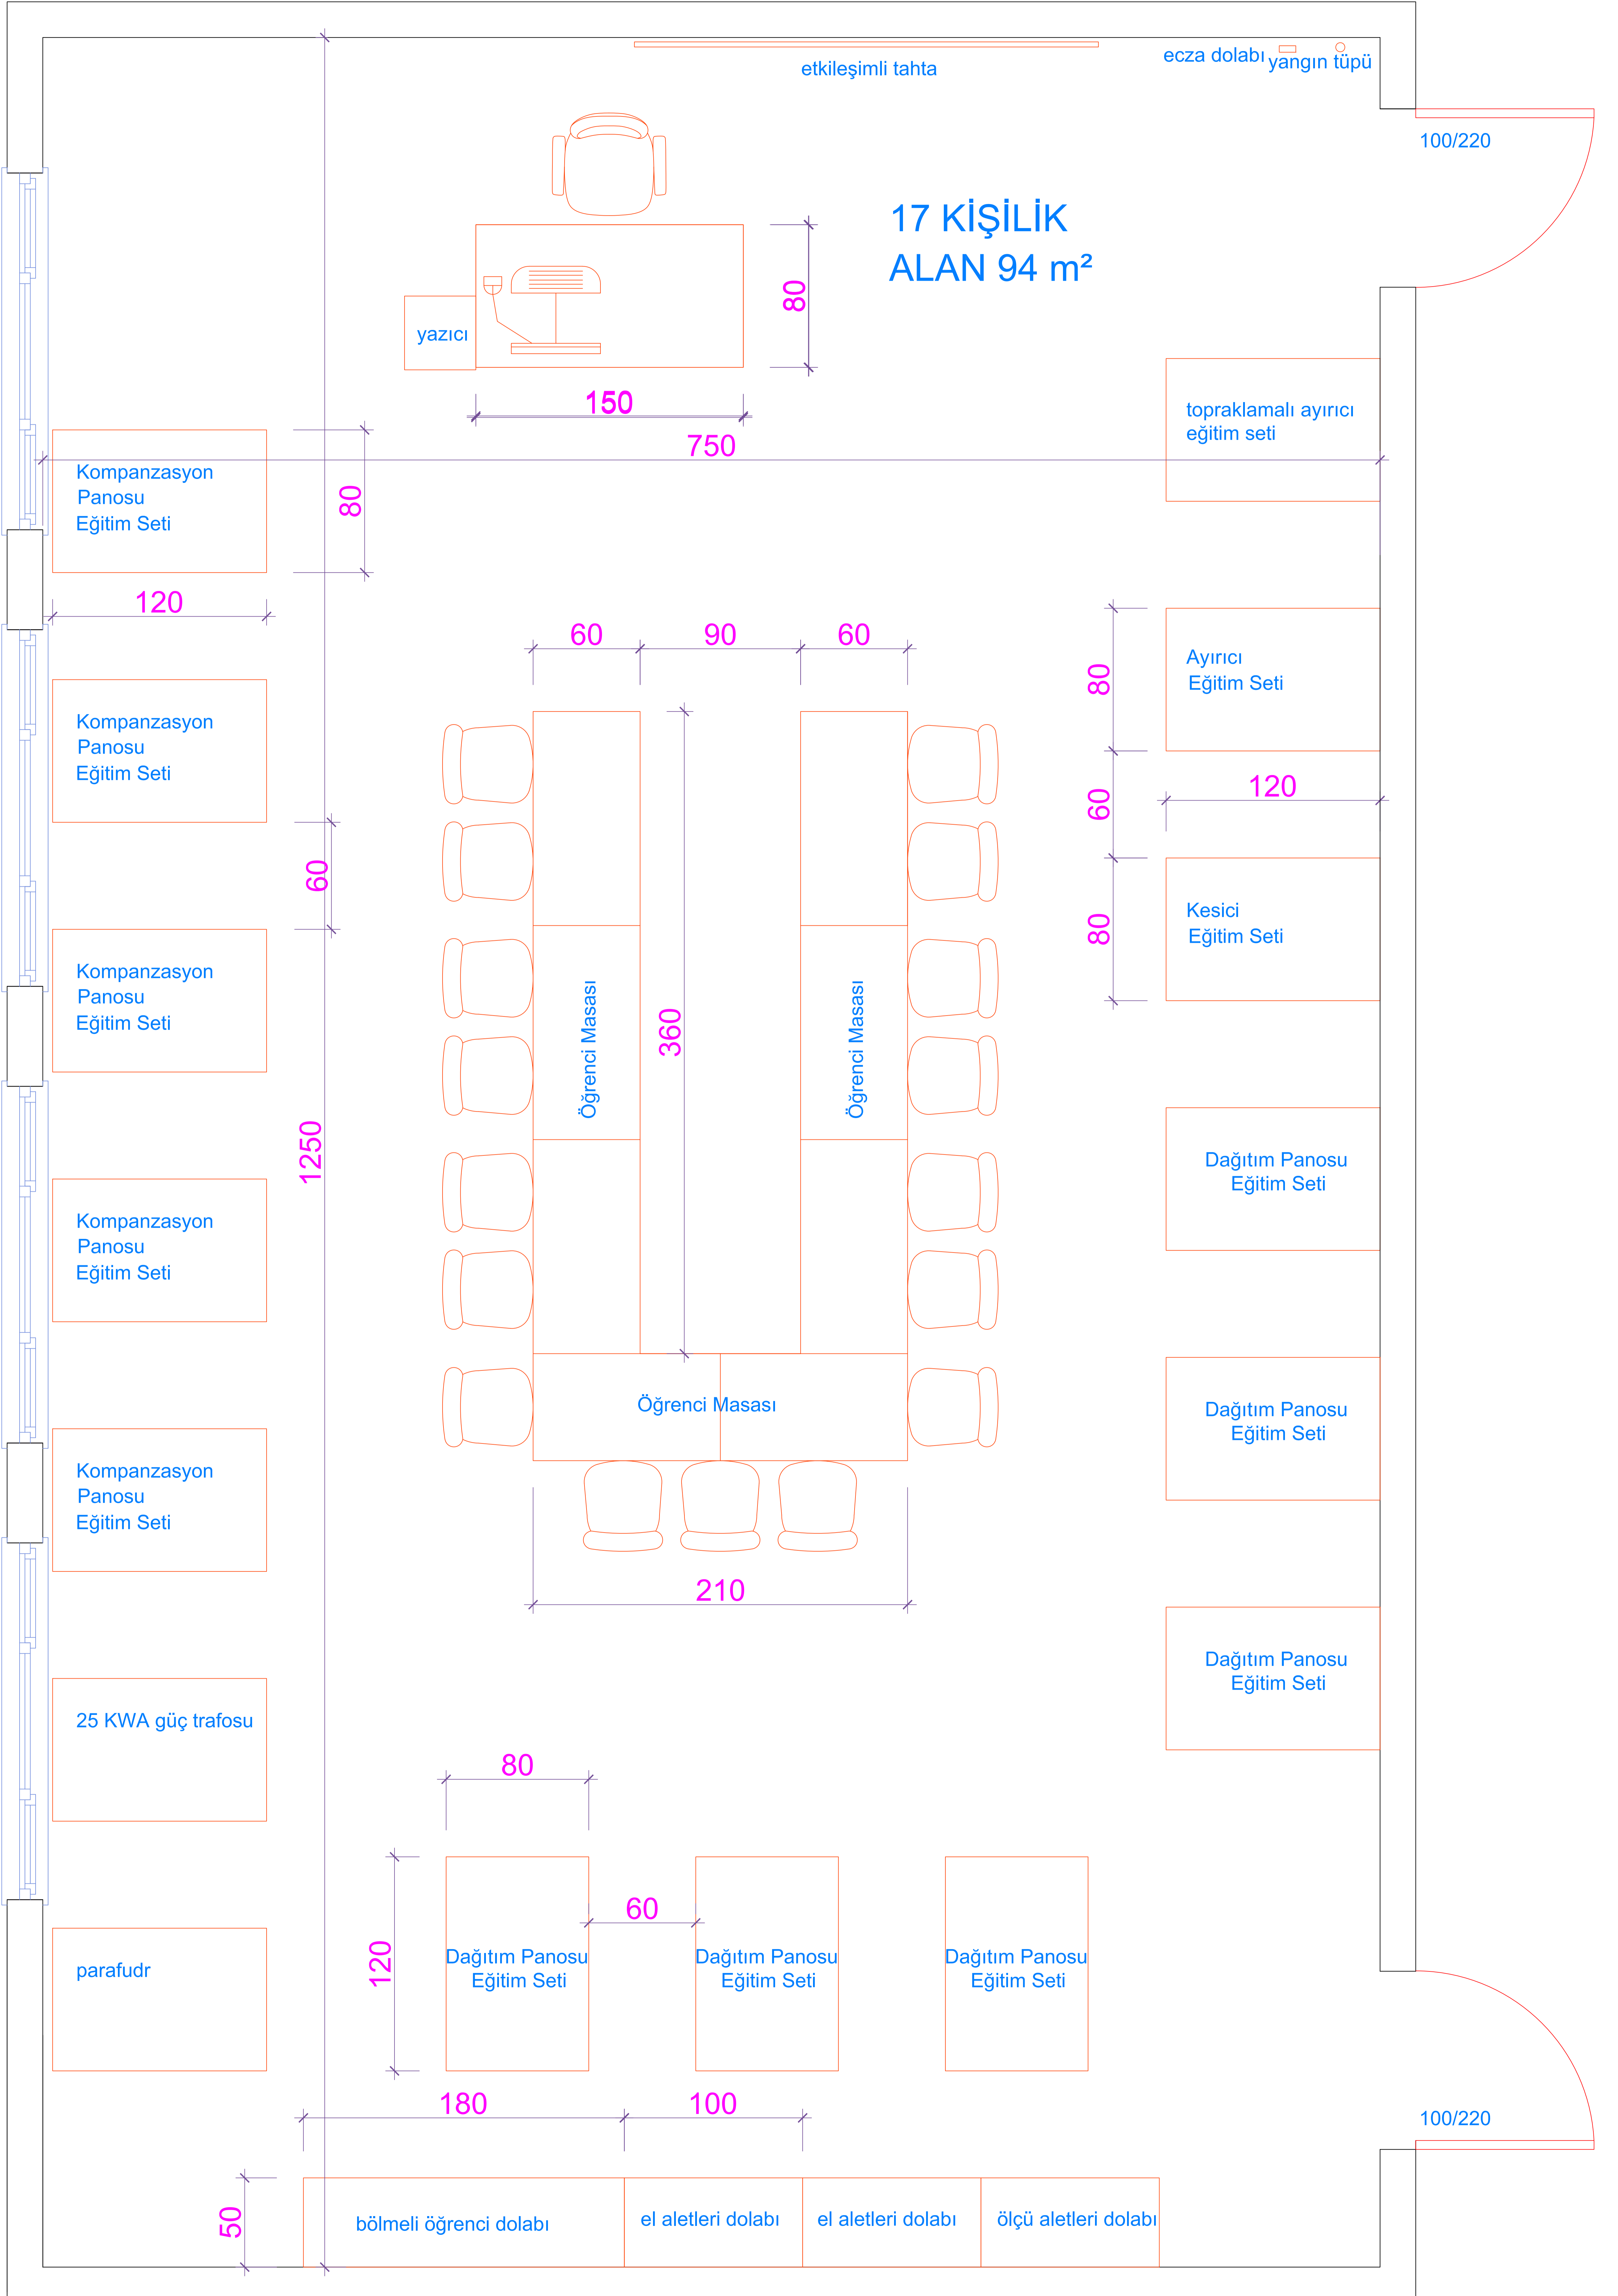 etkileşimli tahta
ecza dolabı
yangın tüpü
100/220
17 KİŞİLİK
ALAN 94 m²
80
yazıcı
150
750
topraklamalı ayırıcı
eğitim seti
Kompanzasyon
Panosu
Eğitim Seti
80
120
60
90
60
Ayırıcı
Eğitim Seti
80
Kompanzasyon
Panosu
Eğitim Seti
60
120
60
Kesici
Eğitim Seti
80
Kompanzasyon
Panosu
Eğitim Seti
Öğrenci Masası
360
Öğrenci Masası
1250
Dağıtım Panosu
Eğitim Seti
Kompanzasyon
Panosu
Eğitim Seti
Öğrenci Masası
Dağıtım Panosu
Eğitim Seti
Kompanzasyon
Panosu
Eğitim Seti
210
Dağıtım Panosu
Eğitim Seti
25 KWA güç trafosu
80
60
120
Dağıtım Panosu
Eğitim Seti
Dağıtım Panosu
Eğitim Seti
Dağıtım Panosu
Eğitim Seti
parafudr
180
100
100/220
50
bölmeli öğrenci dolabı
el aletleri dolabı
el aletleri dolabı
ölçü aletleri dolabı